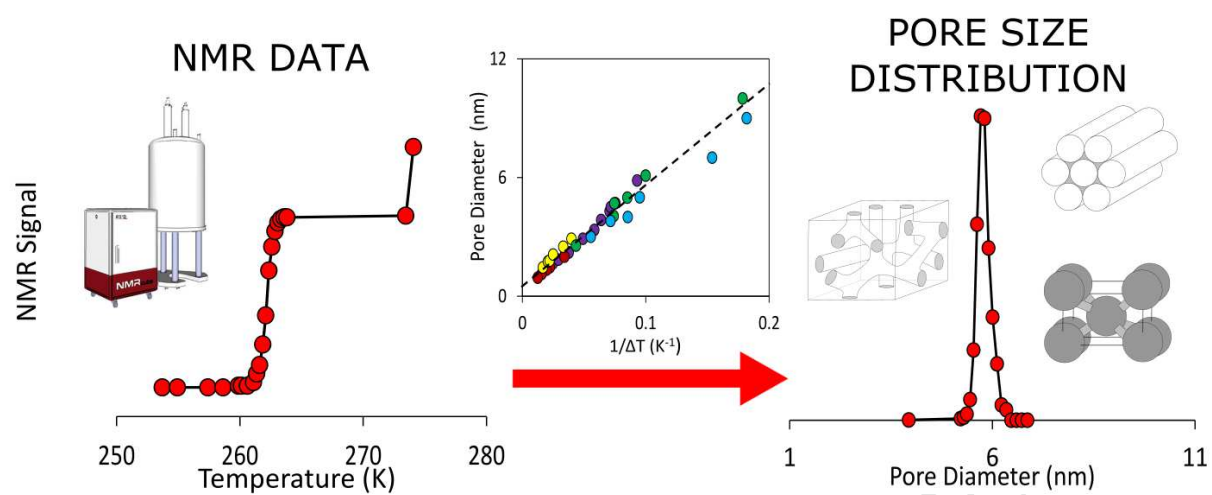 NMR DATA
NMR Signal
NMR
250
260
270
280
Temperature (K)
Pore Diameter (nm)
12
6
0
0
0.1
0.2
1/ΔT (K⁻¹)
PORE SIZE
DISTRIBUTION
1
6
11
Pore Diameter (nm)